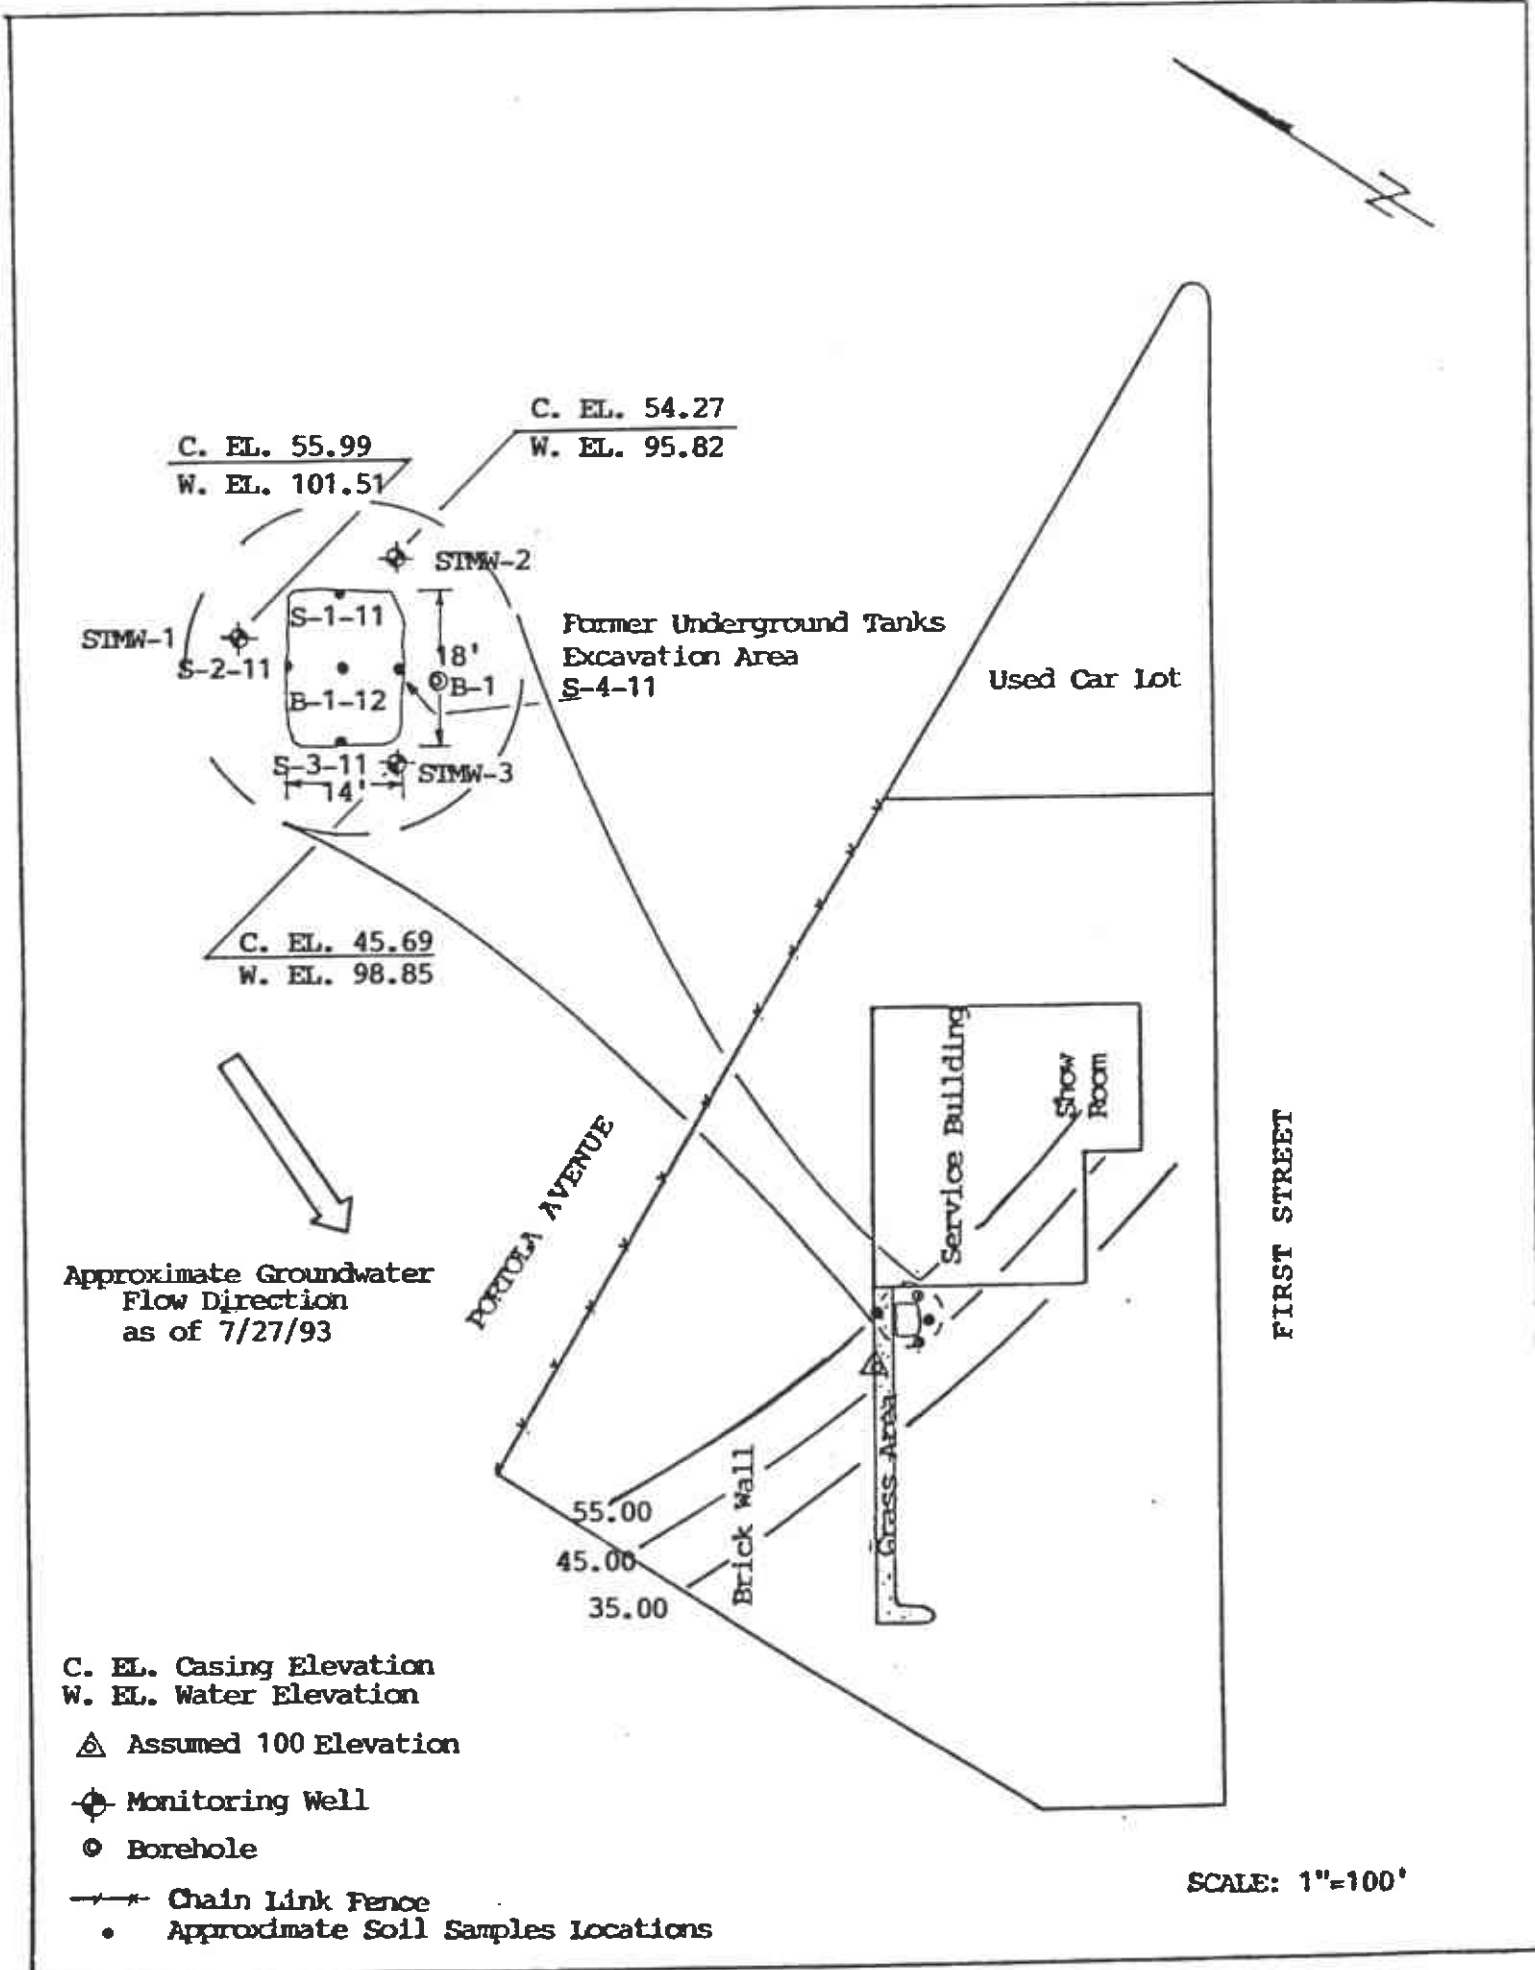 C. EL. 54.27
W. EL. 95.82
C. EL. 55.99
W. EL. 101.51
STMW-2
S-1-11
STMW-1
S-2-11
18'
B-1
B-1-12
Former Underground Tanks
Excavation Area
S-4-11
Used Car Lot
S-3-11
STMW-3
14'
C. EL. 45.69
W. EL. 98.85
Service Building
Show
Room
PORTOLA AVENUE
FIRST STREET
Approximate Groundwater
Flow Direction
as of 7/27/93
Grass Area
Brick Wall
55.00
45.00
35.00
C. EL. Casing Elevation
W. EL. Water Elevation
Assumed 100 Elevation
Monitoring Well
Borehole
Chain Link Fence
Approximate Soil Samples Locations
SCALE: 1"=100'
Z